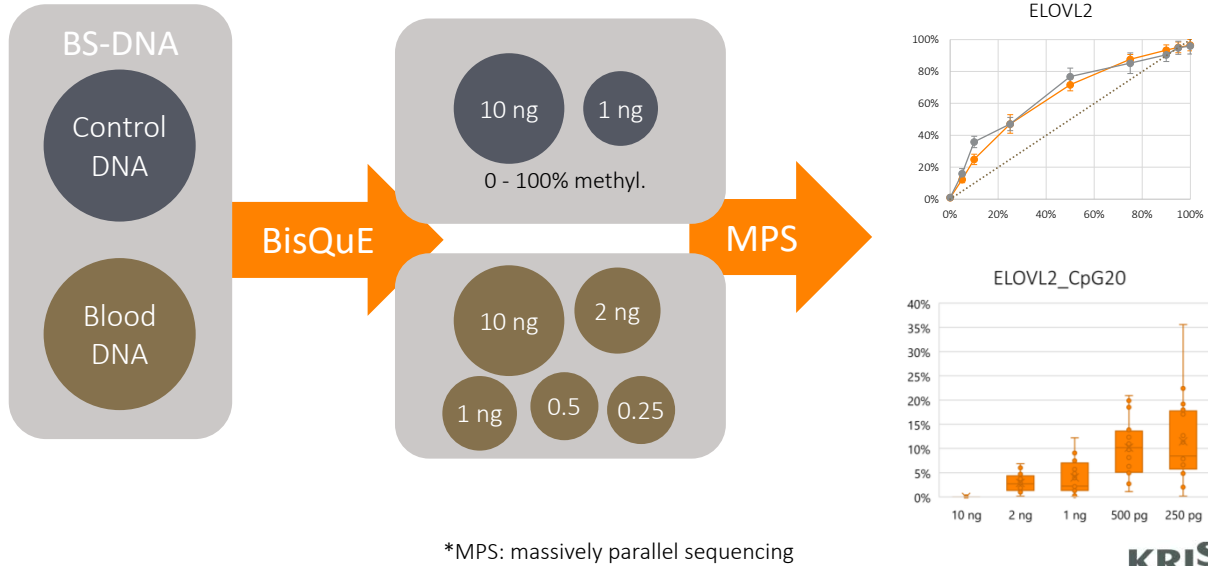 BS-DNA
Control
DNA
Blood
DNA
BisQuE
10 ng
1 ng
0 - 100% methyl.
10 ng
2 ng
1 ng
0.5
0.25
MPS
ELOVL2
100%
80%
60%
40%
20%
0%
0% 20% 40% 60% 80% 100%
ELOVL2_CpG20
40%
35%
30%
25%
20%
15%
10%
5%
0%
10 ng 2 ng 1 ng 500 pg 250 pg
*MPS: massively parallel sequencing